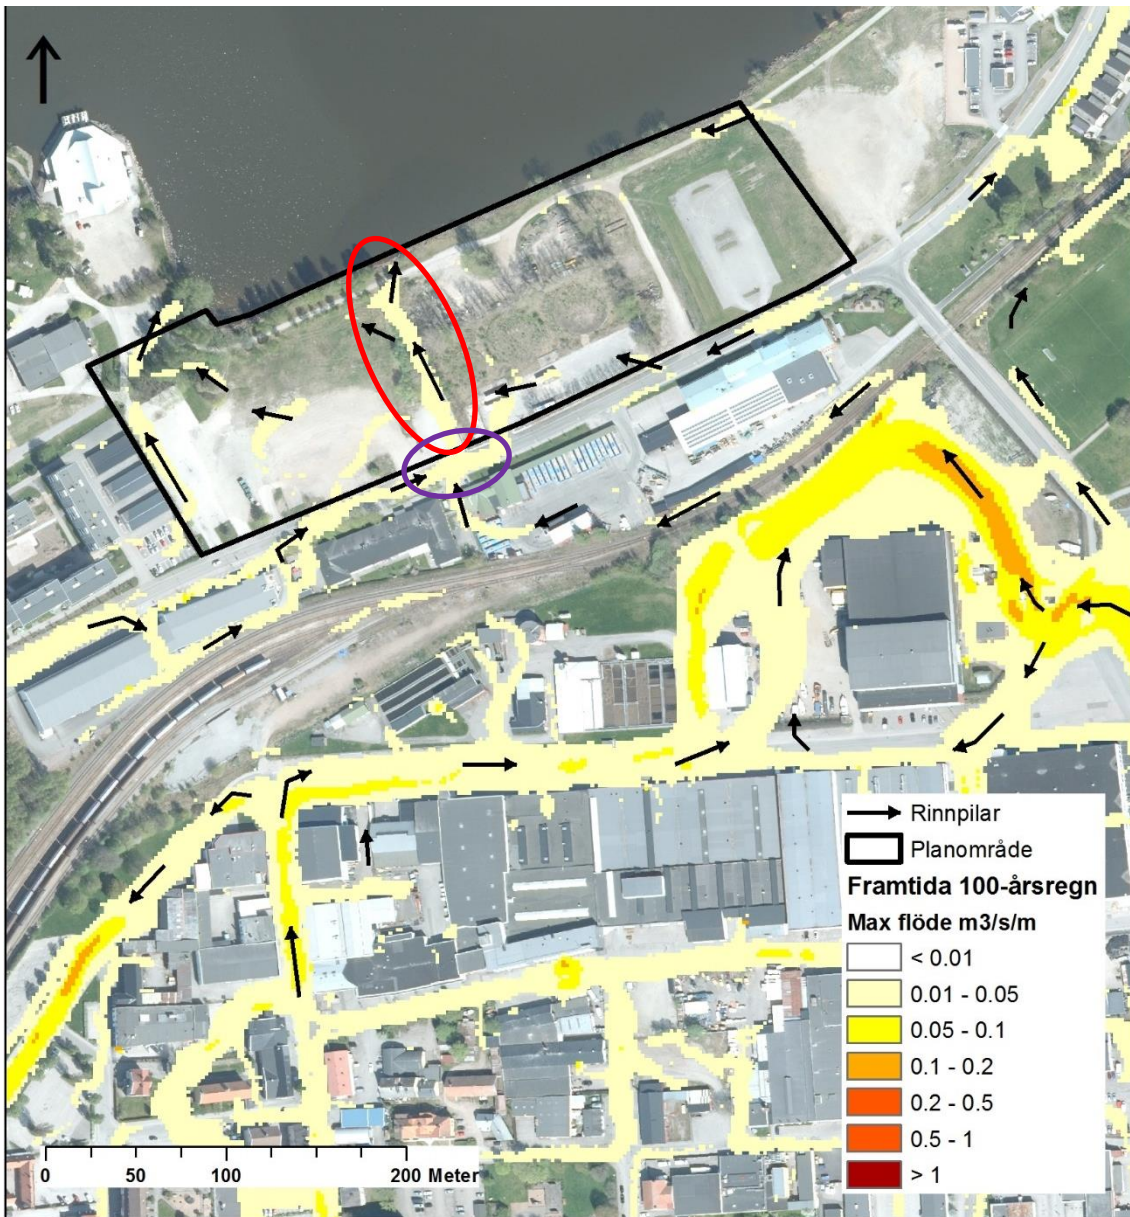 Rinnpilar
Planområde
Framtida 100-årsregn
Max flöde m3/s/m
< 0.01
0.01 - 0.05
0.05 - 0.1
0.1 - 0.2
0.2 - 0.5
0.5 - 1
> 1
0 50 100 200 Meter